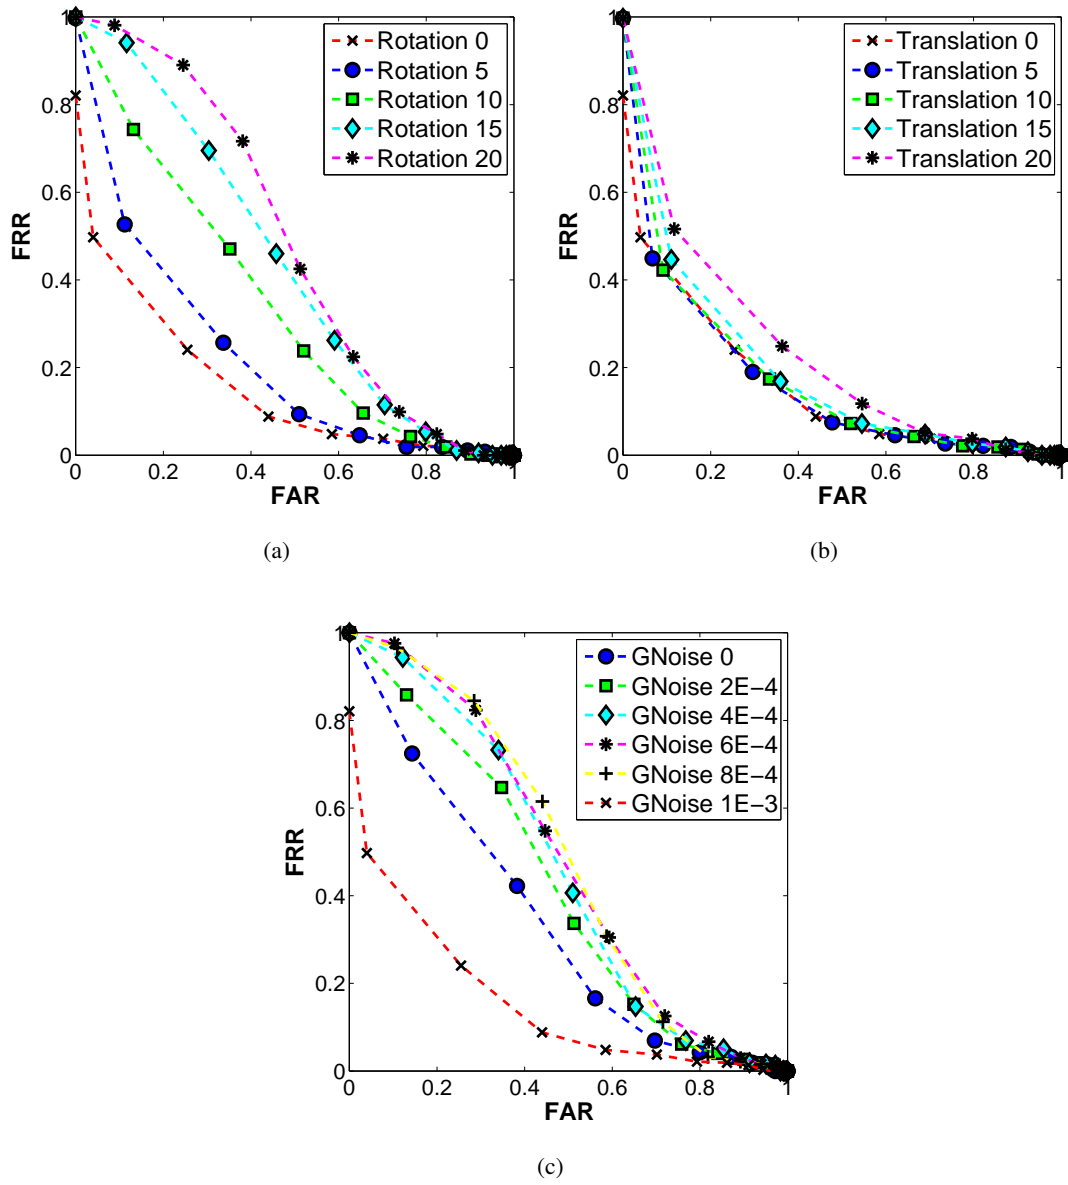 1
0.8
0.6
0.4
0.2
0
0
0.2
0.4
0.6
0.8
1
FRR
FAR
Rotation 0
Rotation 5
Rotation 10
Rotation 15
Rotation 20
(a)
1
0.8
0.6
0.4
0.2
0
0
0.2
0.4
0.6
0.8
1
FRR
FAR
Translation 0
Translation 5
Translation 10
Translation 15
Translation 20
(b)
1
0.8
0.6
0.4
0.2
0
0
0.2
0.4
0.6
0.8
1
FRR
FAR
GNoise 0
GNoise 2E−4
GNoise 4E−4
GNoise 6E−4
GNoise 8E−4
GNoise 1E−3
(c)